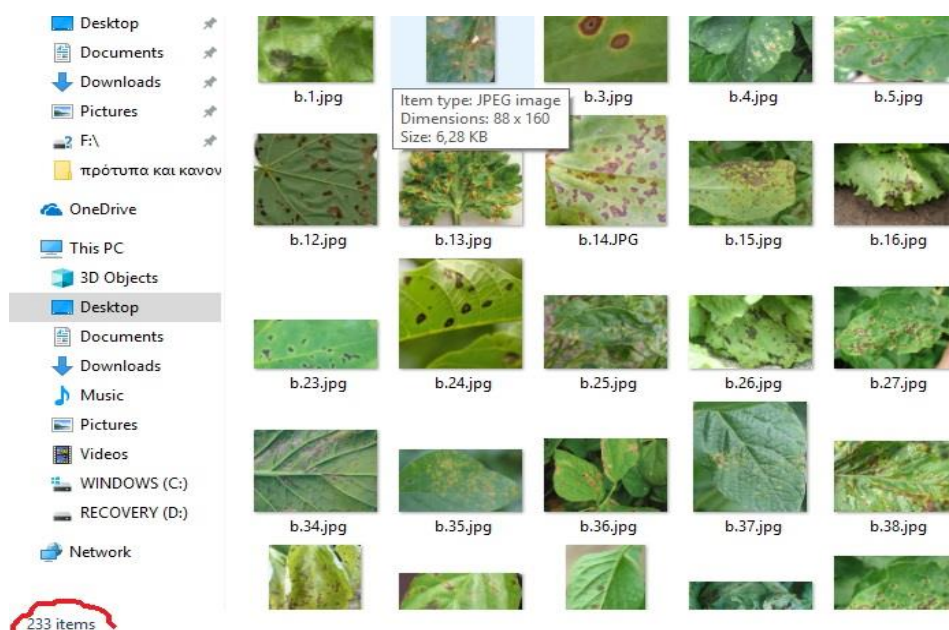 Desktop
Documents
Downloads
Pictures
F:\
πρότυπα και κανον
OneDrive
This PC
3D Objects
Desktop
Documents
Downloads
Music
Pictures
Videos
WINDOWS (C:)
RECOVERY (D:)
Network
233 items
b.1.jpg
b.3.jpg
b.4.jpg
b.5.jpg
Item type: JPEG image
Dimensions: 88 x 160
Size: 6,28 KB
b.12.jpg
b.13.jpg
b.14.JPG
b.15.jpg
b.16.jpg
b.23.jpg
b.24.jpg
b.25.jpg
b.26.jpg
b.27.jpg
b.34.jpg
b.35.jpg
b.36.jpg
b.37.jpg
b.38.jpg